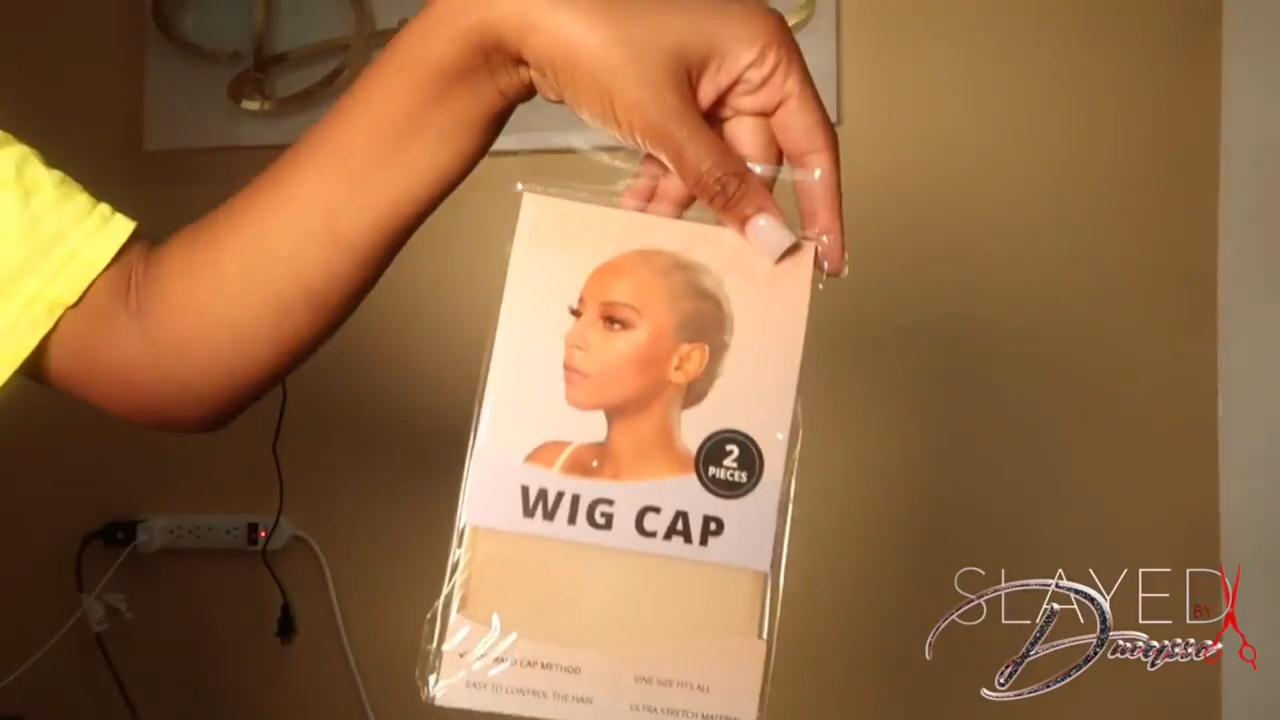 2
PIECES
WIG CAP
CAP METHOD
ONE SIZE FITS ALL
EASY TO CONTROL THE HAIR
ULTRA STRETCH MATERIAL
SLAYED
BY